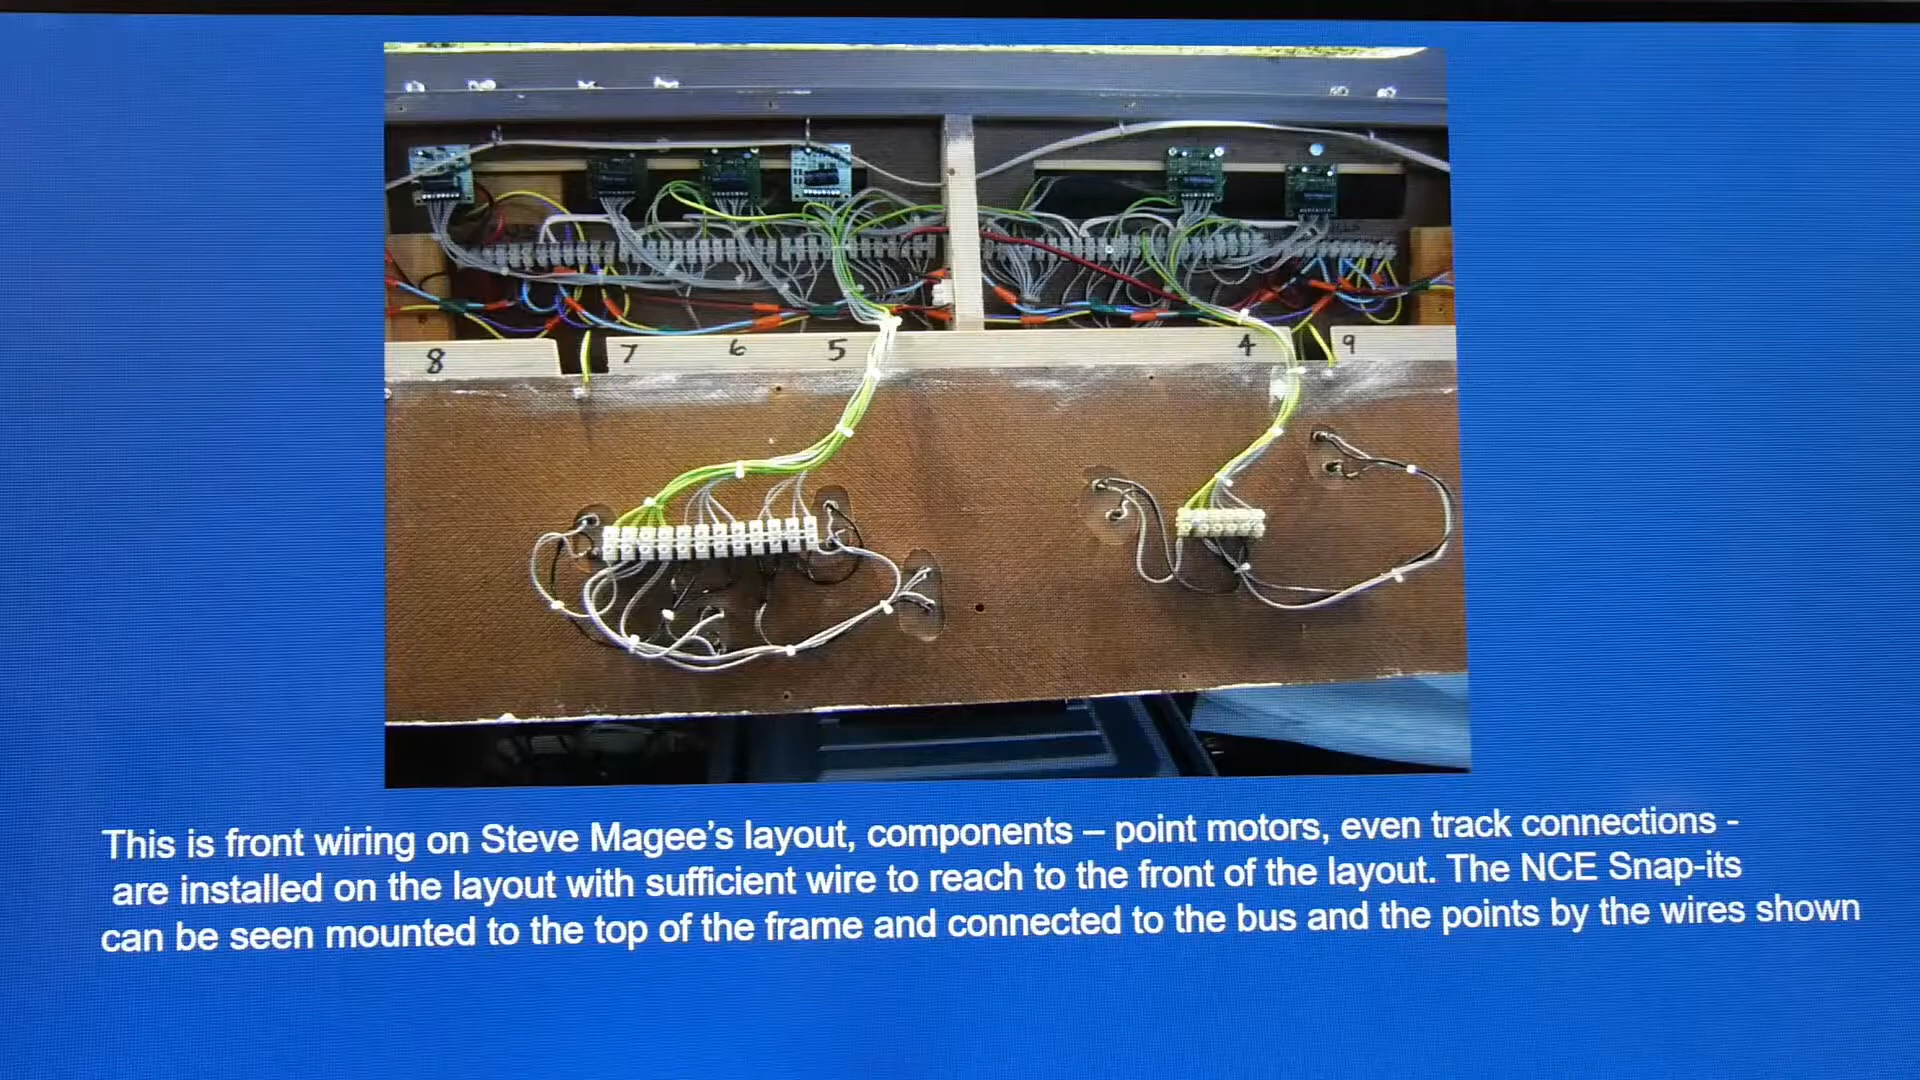 8 7 6 5 4 9
This is front wiring on Steve Magee's layout, components – point motors, even track connections -
are installed on the layout with sufficient wire to reach to the front of the layout. The NCE Snap-its
can be seen mounted to the top of the frame and connected to the bus and the points by the wires shown